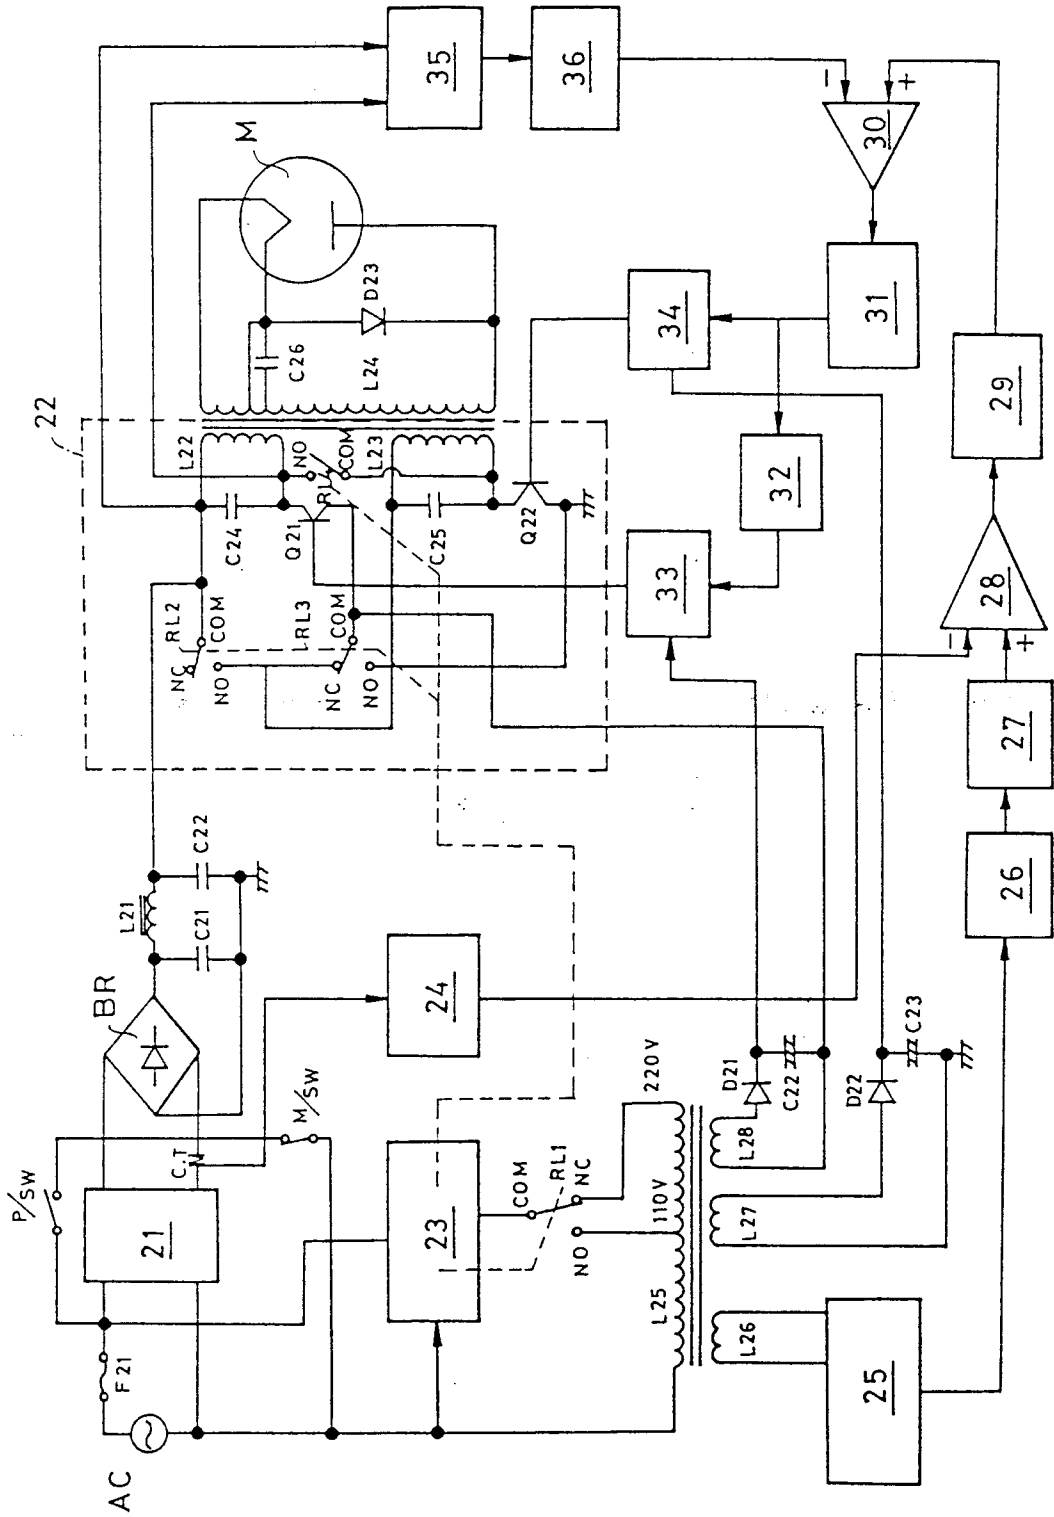 AC
F21
P/SW
21
C.T
M/SW
BR
L21
C21
C22
22
RL2
NC
COM
NO
RL3
COM
NC
NO
C24
L22
Q21
NO
RL1
COM
L23
C25
Q22
C26
L24
D23
M
23
24
COM
RL1
NC
NO
220V
110V
L25
L26
L27
L28
D21
C22
D22
C23
25
26
27
28
-
+
29
30
-
+
31
32
33
34
35
36